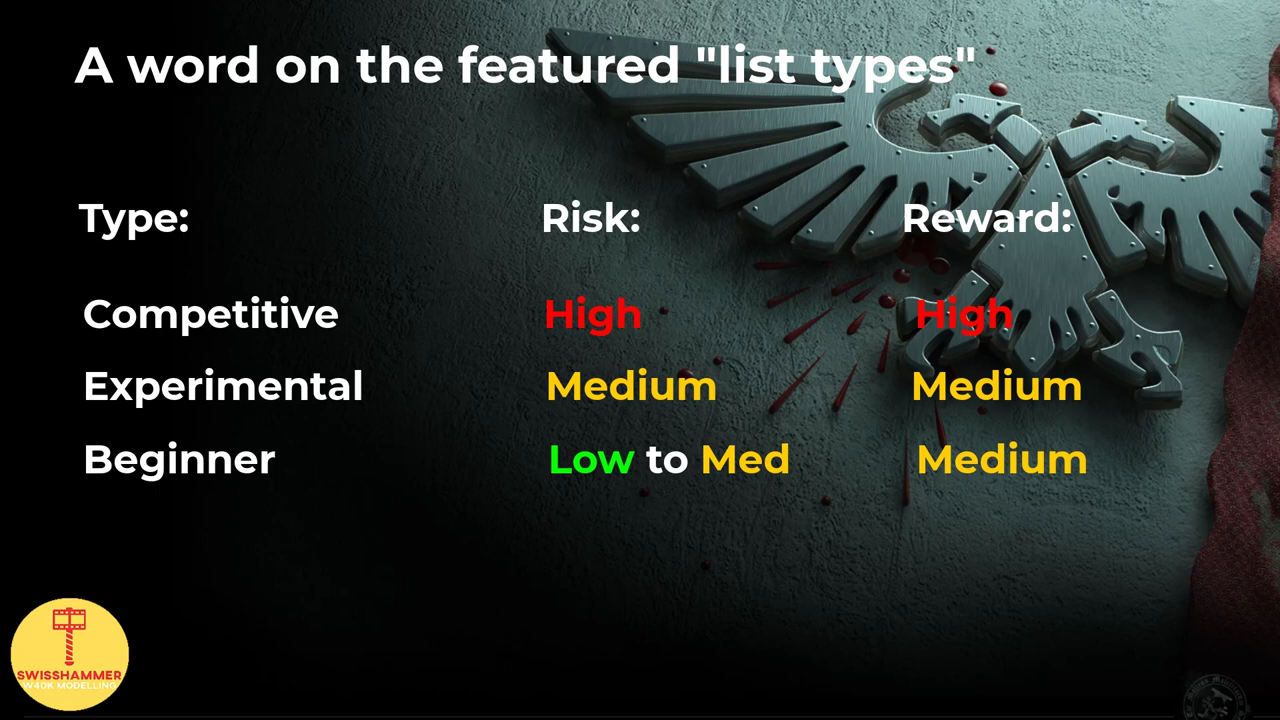 A word on the featured "list types"
Type: Risk: Reward:
Competitive High High
Experimental Medium Medium
Beginner Low to Med Medium
SWISSHAMMER
W40K MODELLING